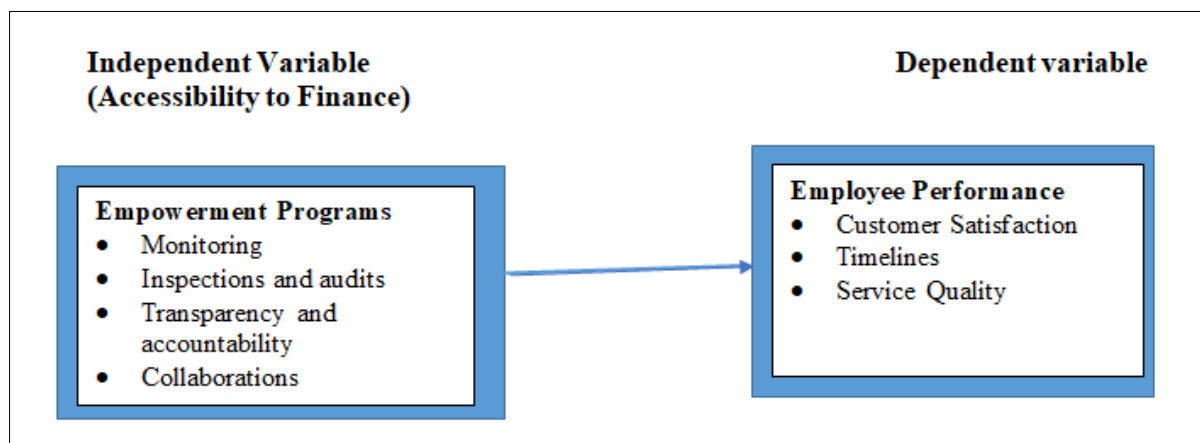 Independent Variable
(Accessibility to Finance)
Dependent variable
Empowerment Programs
• Monitoring
• Inspections and audits
• Transparency and
accountability
• Collaborations
Employee Performance
• Customer Satisfaction
• Timelines
• Service Quality